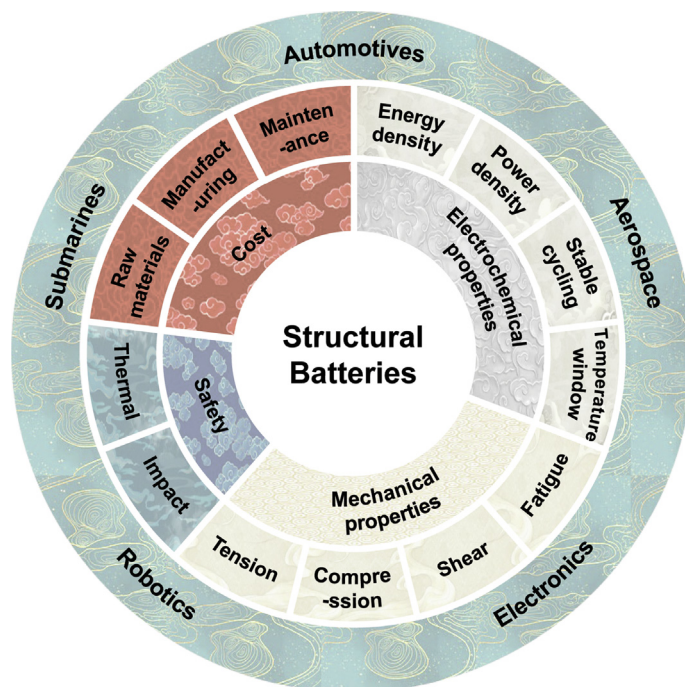 Automotives
Aerospace
Electronics
Robotics
Submarines
Mainten
-ance
Energy
density
Power
density
Stable
cycling
Temperature
window
Fatigue
Shear
Compre
-ssion
Tension
Impact
Thermal
Raw
materials
Manufact
-uring
Cost
Electrochemical
properties
Mechanical
properties
Safety
Structural
Batteries